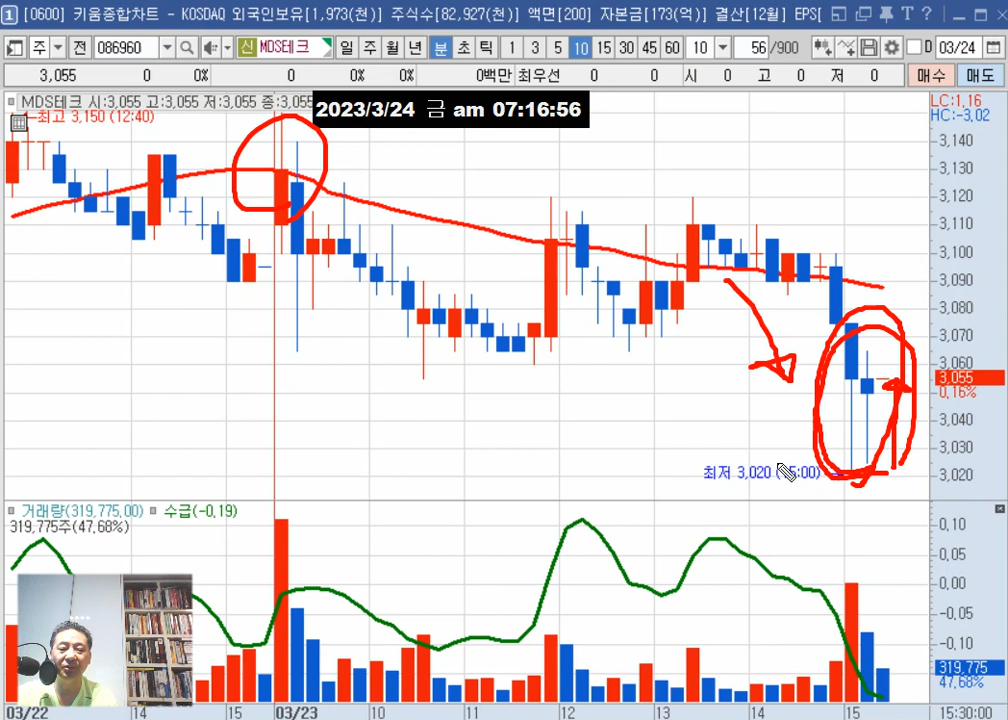 1 [0600] 키움종합차트 - KOSDAQ 외국인보유[1,973(천)] 주식수[82,927(천)] 액면[200] 자본금[173(억)] 결산[12월] EPS[
주 전 086960 신 MDS테크 일 주 월 년 분 초 틱 1 3 5 10 15 30 45 60 10 56 /900 D 03/24
3,055 0 0% 0 0% 0% 0백만 최우선 0 0 시 0 고 0 저 0 매수 매도
MDS테크 시:3,055 고:3,055 저:3,055 종:3,055
LC:1,16
HC:-3,02
2023/3/24 금 am 07:16:56
최고 3,150 (12:40)
3,140
3,130
3,120
3,110
3,100
3,090
3,080
3,070
3,060
3,055
0.16%
3,040
3,030
3,020
최저 3,020 (15:00)
거래량(319,775.00) 수급(-0.19)
319,775주(47.68%)
0.10
0.05
0.00
-0.05
-0.10
319,775
47.68%
03/22 14 15 03/23 10 11 12 13 14 15 15:30:00